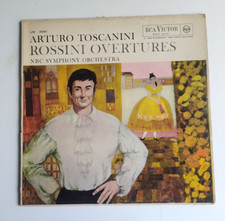 ARTURO TOSCANINI
RCA VICTOR
ROSSINI OVERTURES
NBC SYMPHONY ORCHESTRA